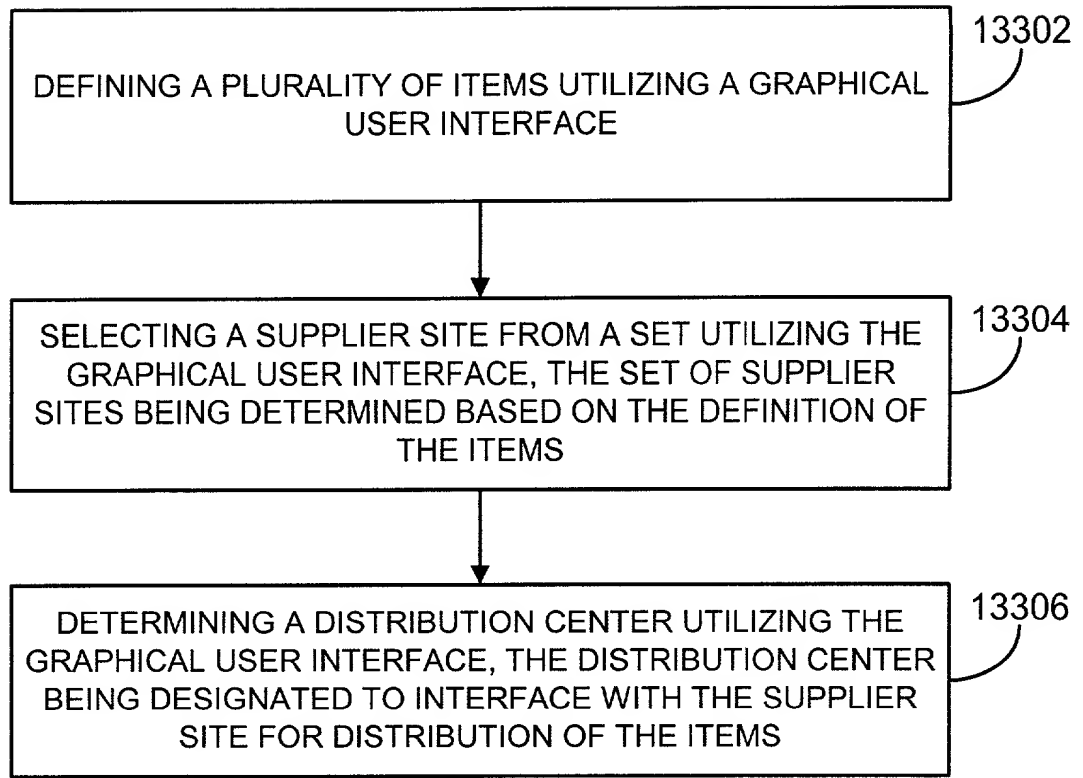 13302
DEFINING A PLURALITY OF ITEMS UTILIZING A GRAPHICAL
USER INTERFACE
13304
SELECTING A SUPPLIER SITE FROM A SET UTILIZING THE
GRAPHICAL USER INTERFACE, THE SET OF SUPPLIER
SITES BEING DETERMINED BASED ON THE DEFINITION OF
THE ITEMS
13306
DETERMINING A DISTRIBUTION CENTER UTILIZING THE
GRAPHICAL USER INTERFACE, THE DISTRIBUTION CENTER
BEING DESIGNATED TO INTERFACE WITH THE SUPPLIER
SITE FOR DISTRIBUTION OF THE ITEMS